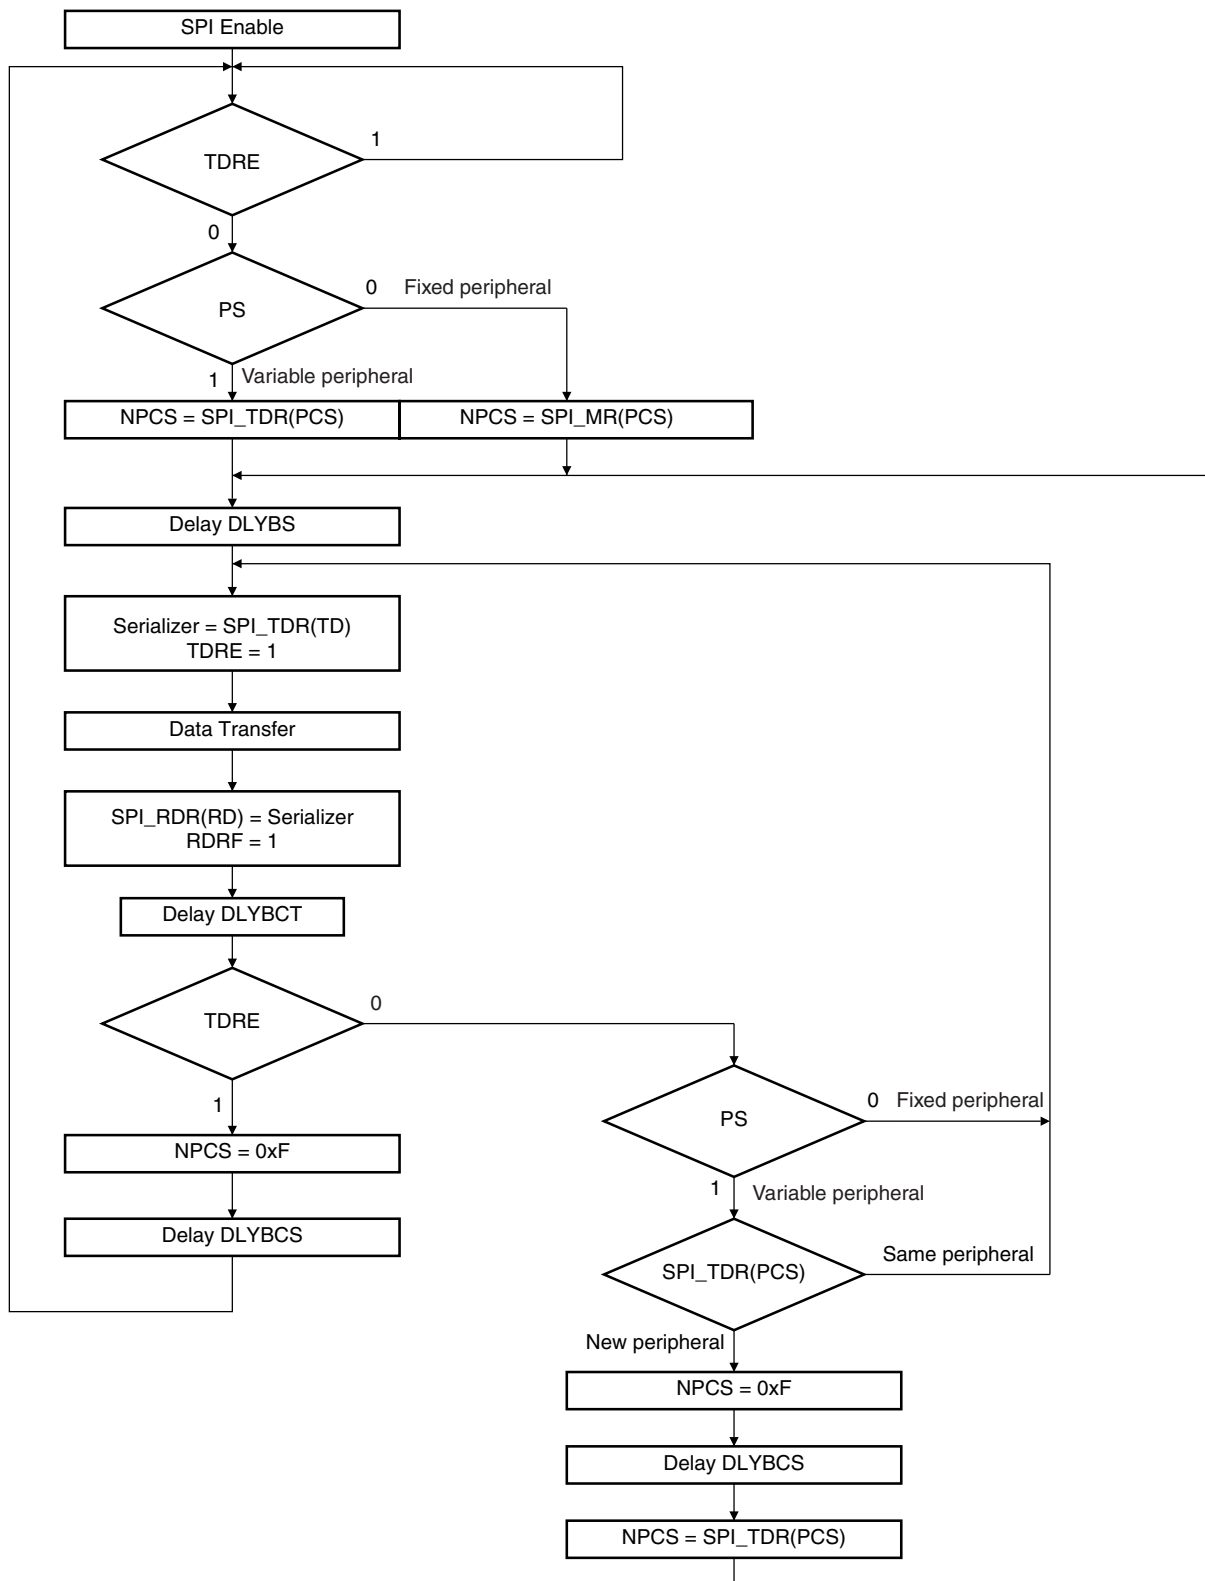 SPI Enable
1
TDRE
0
0 Fixed peripheral
PS
1 Variable peripheral
NPCS = SPI_TDR(PCS)
NPCS = SPI_MR(PCS)
Delay DLYBS
Serializer = SPI_TDR(TD)
TDRE = 1
Data Transfer
SPI_RDR(RD) = Serializer
RDRF = 1
Delay DLYBCT
0
TDRE
1
NPCS = 0xF
Delay DLYBCS
0 Fixed peripheral
PS
1 Variable peripheral
Same peripheral
SPI_TDR(PCS)
New peripheral
NPCS = 0xF
Delay DLYBCS
NPCS = SPI_TDR(PCS)